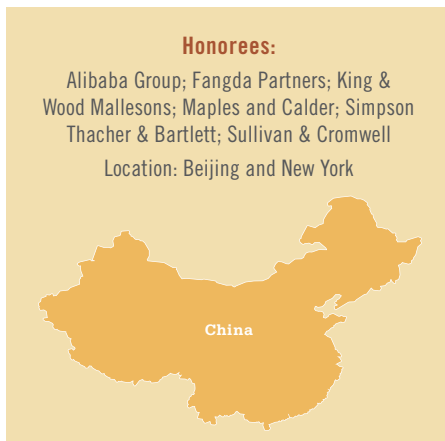 Honorees:
Alibaba Group; Fangda Partners; King &
Wood Mallesons; Maples and Calder; Simpson
Thacher & Bartlett; Sullivan & Cromwell
Location: Beijing and New York
China